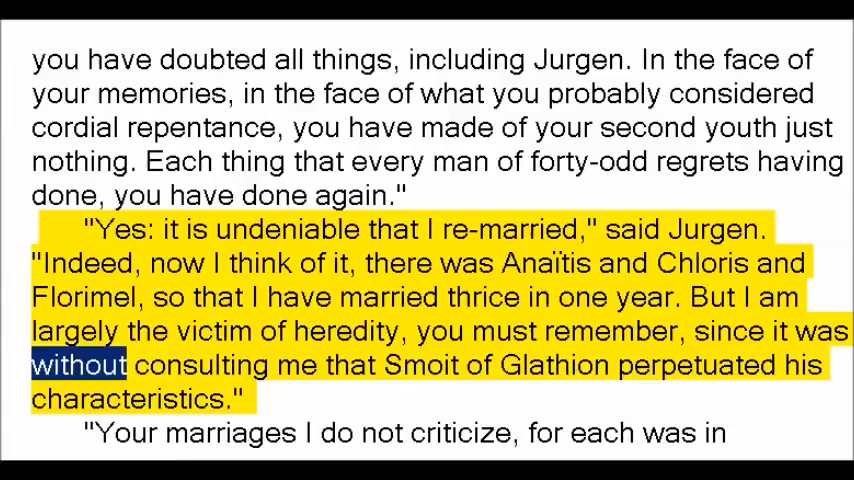 you have doubted all things, including Jurgen. In the face of
your memories, in the face of what you probably considered
cordial repentance, you have made of your second youth just
nothing. Each thing that every man of forty-odd regrets having
done, you have done again."
"Yes: it is undeniable that I re-married," said Jurgen.
"Indeed, now I think of it, there was Anaïtis and Chloris and
Florimel, so that I have married thrice in one year. But I am
largely the victim of heredity, you must remember, since it was
without consulting me that Smoit of Glathion perpetuated his
characteristics."
"Your marriages I do not criticize, for each was in